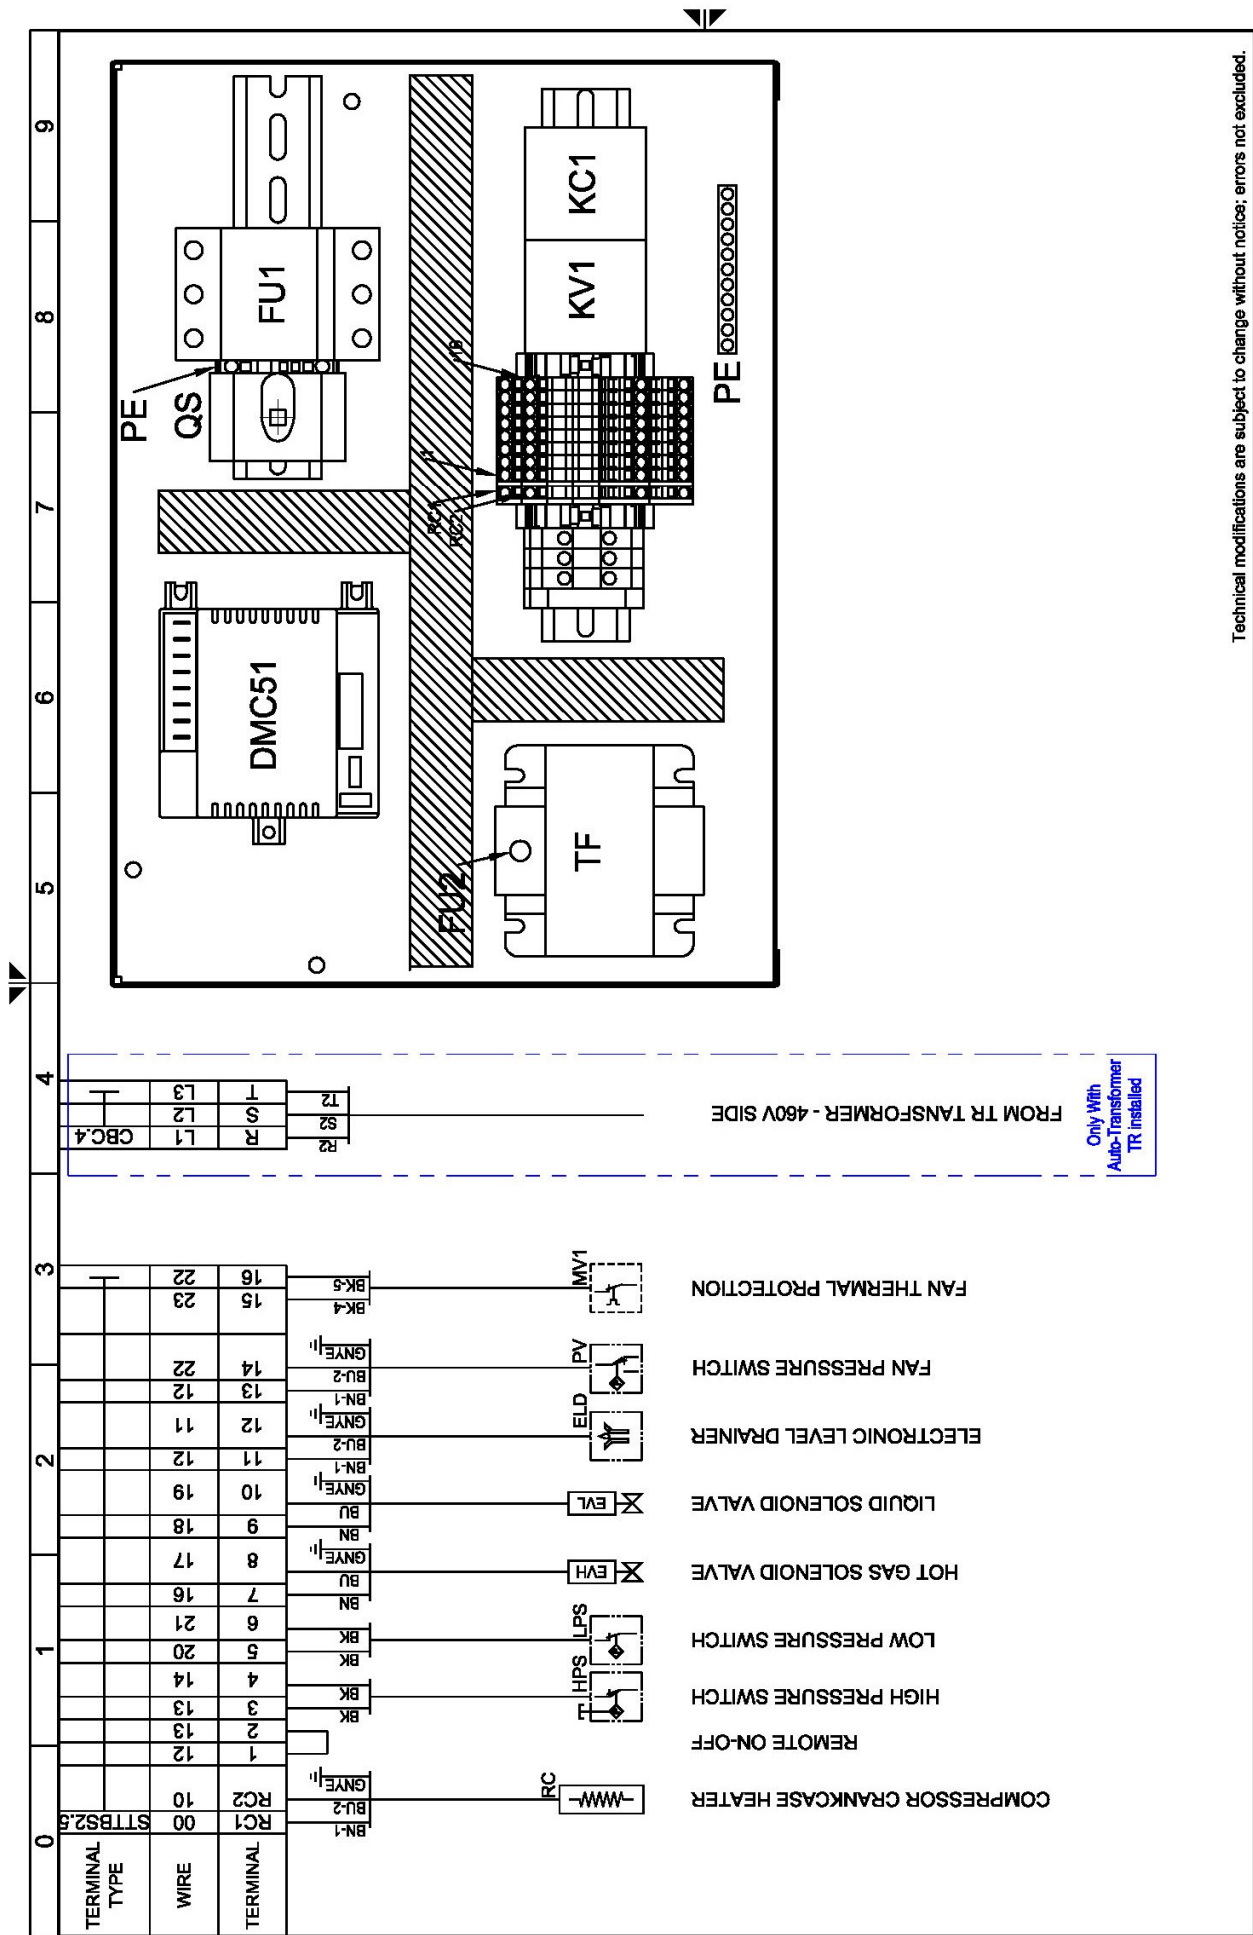 0
1
2
3
4
5
6
7
8
9
TERMINAL
TYPE
STTBS2.5
CBC.4
WIRE
00
10
12
13
13
14
20
21
16
17
18
19
12
11
12
22
23
22
L1
L2
L3
TERMINAL
RC1
RC2
1
2
3
4
5
6
7
8
9
10
11
12
13
14
15
16
R
S
T
BN-1
BU-2
GNYE
BK
BK
BK
BK
BN
BU
GNYE
BN
BU
GNYE
BN-1
BU-2
GNYE
BN-1
BU-2
GNYE
BK-4
BK-5
R2
S2
T2
RC
HPS
LPS
EVH
EVL
ELD
PV
MV1
COMPRESSOR CRANKCASE HEATER
REMOTE ON-OFF
HIGH PRESSURE SWITCH
LOW PRESSURE SWITCH
HOT GAS SOLENOID VALVE
LIQUID SOLENOID VALVE
ELECTRONIC LEVEL DRAINER
FAN PRESSURE SWITCH
FAN THERMAL PROTECTION
FROM TR TANSFORMER - 460V SIDE
Only With
Auto-Transformer
TR installed
PE
QS
FU1
DMC51
RC1
RC2
FU2
TF
KV1
KC1
PE
Technical modifications are subject to change without notice; errors not excluded.